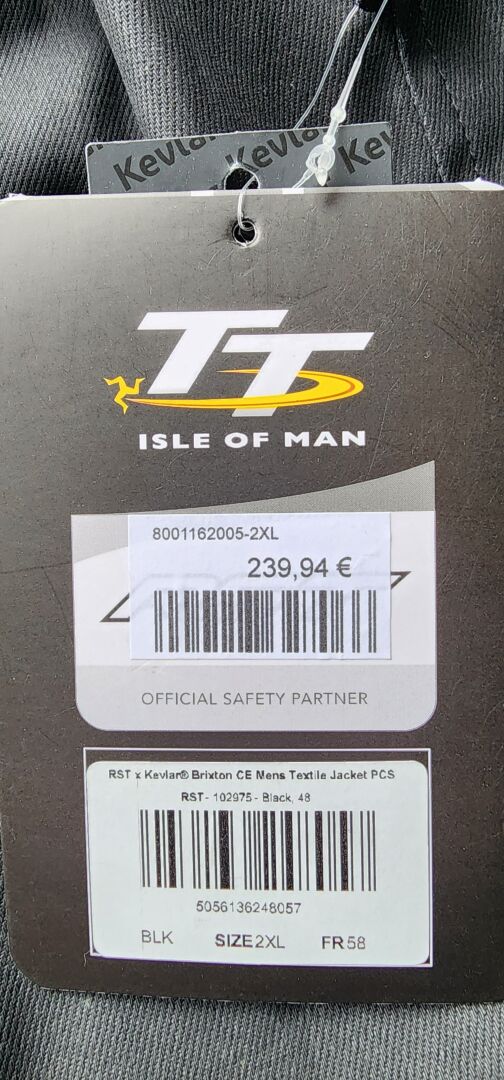 Kevlar Kevlar Kev
TT
ISLE OF MAN
8001162005-2XL
239,94 €
OFFICIAL SAFETY PARTNER
RST x Kevlar® Brixton CE Mens Textile Jacket PCS
RST- 102975 - Black, 48
5056136248057
BLK SIZE 2XL FR 58